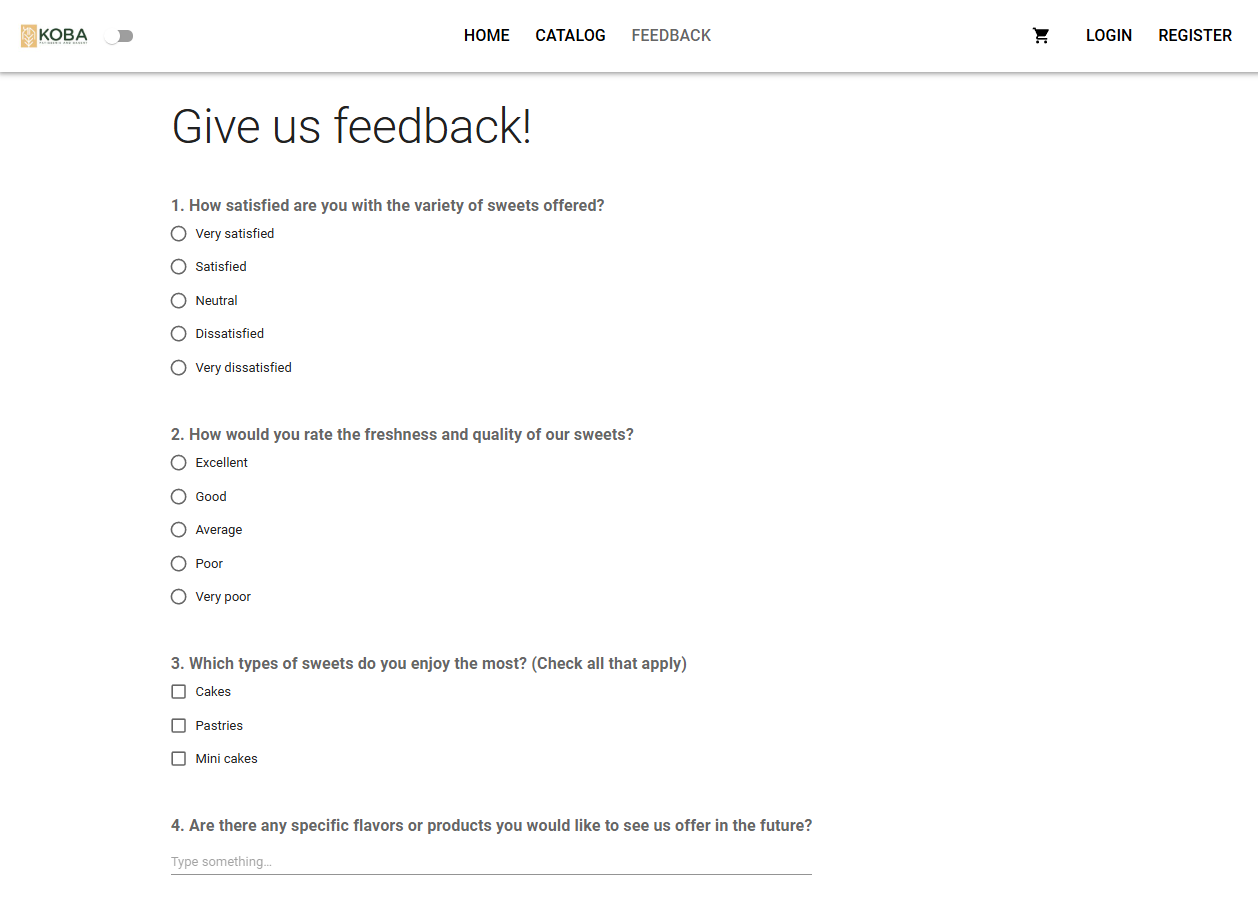 KOBA
HOME CATALOG FEEDBACK LOGIN REGISTER
Give us feedback!
1. How satisfied are you with the variety of sweets offered?
Very satisfied
Satisfied
Neutral
Dissatisfied
Very dissatisfied
2. How would you rate the freshness and quality of our sweets?
Excellent
Good
Average
Poor
Very poor
3. Which types of sweets do you enjoy the most? (Check all that apply)
Cakes
Pastries
Mini cakes
4. Are there any specific flavors or products you would like to see us offer in the future?
Type something...